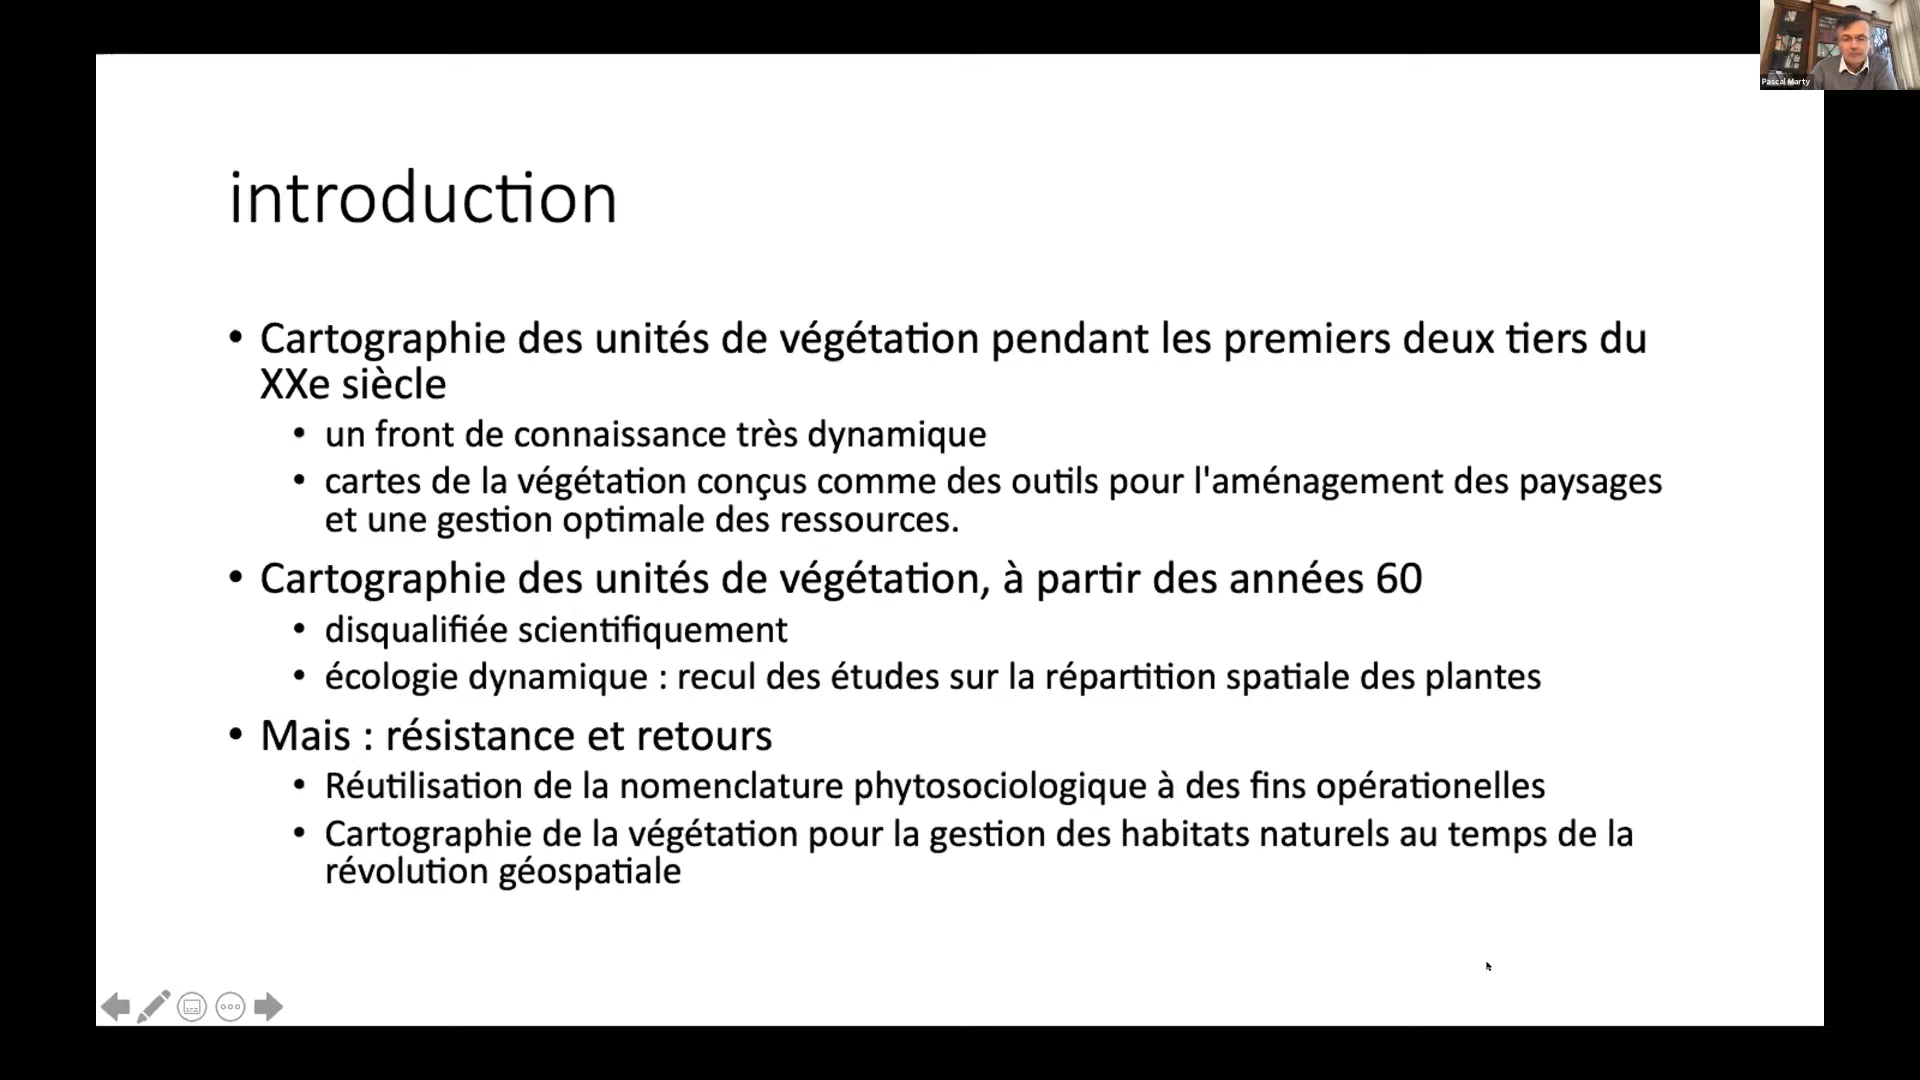 Pascal Marty
introduction
• Cartographie des unités de végétation pendant les premiers deux tiers du
XXe siècle
• un front de connaissance très dynamique
• cartes de la végétation conçus comme des outils pour l'aménagement des paysages
et une gestion optimale des ressources.
• Cartographie des unités de végétation, à partir des années 60
• disqualifiée scientifiquement
• écologie dynamique : recul des études sur la répartition spatiale des plantes
• Mais : résistance et retours
• Réutilisation de la nomenclature phytosociologique à des fins opérationelles
• Cartographie de la végétation pour la gestion des habitats naturels au temps de la
révolution géospatiale